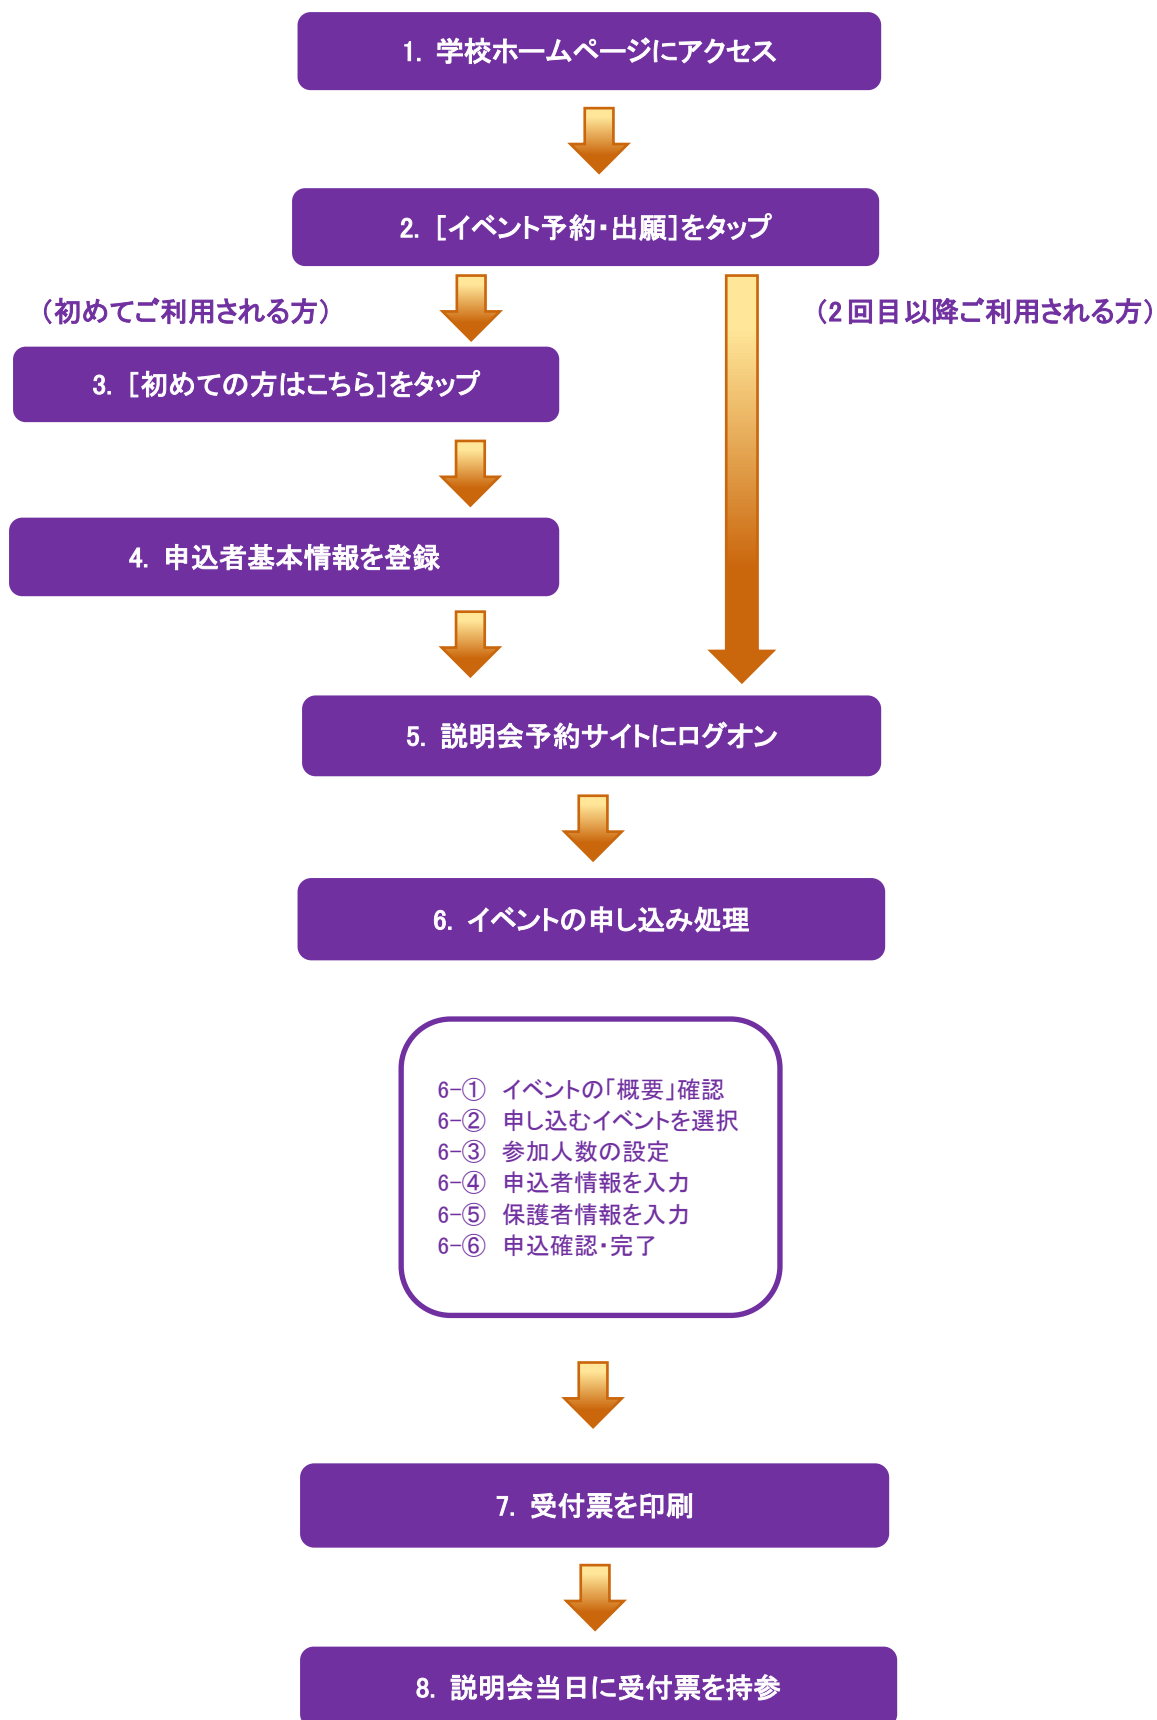 1. 学校ホームページにアクセス
2. [イベント予約・出願]をタップ
(初めてご利用される方)
(2回目以降ご利用される方)
3. [初めての方はこちら]をタップ
4. 申込者基本情報を登録
5. 説明会予約サイトにログオン
6. イベントの申し込み処理
6-① イベントの「概要」確認
6-② 申し込むイベントを選択
6-③ 参加人数の設定
6-④ 申込者情報を入力
6-⑤ 保護者情報を入力
6-⑥ 申込確認・完了
7. 受付票を印刷
8. 説明会当日に受付票を持参